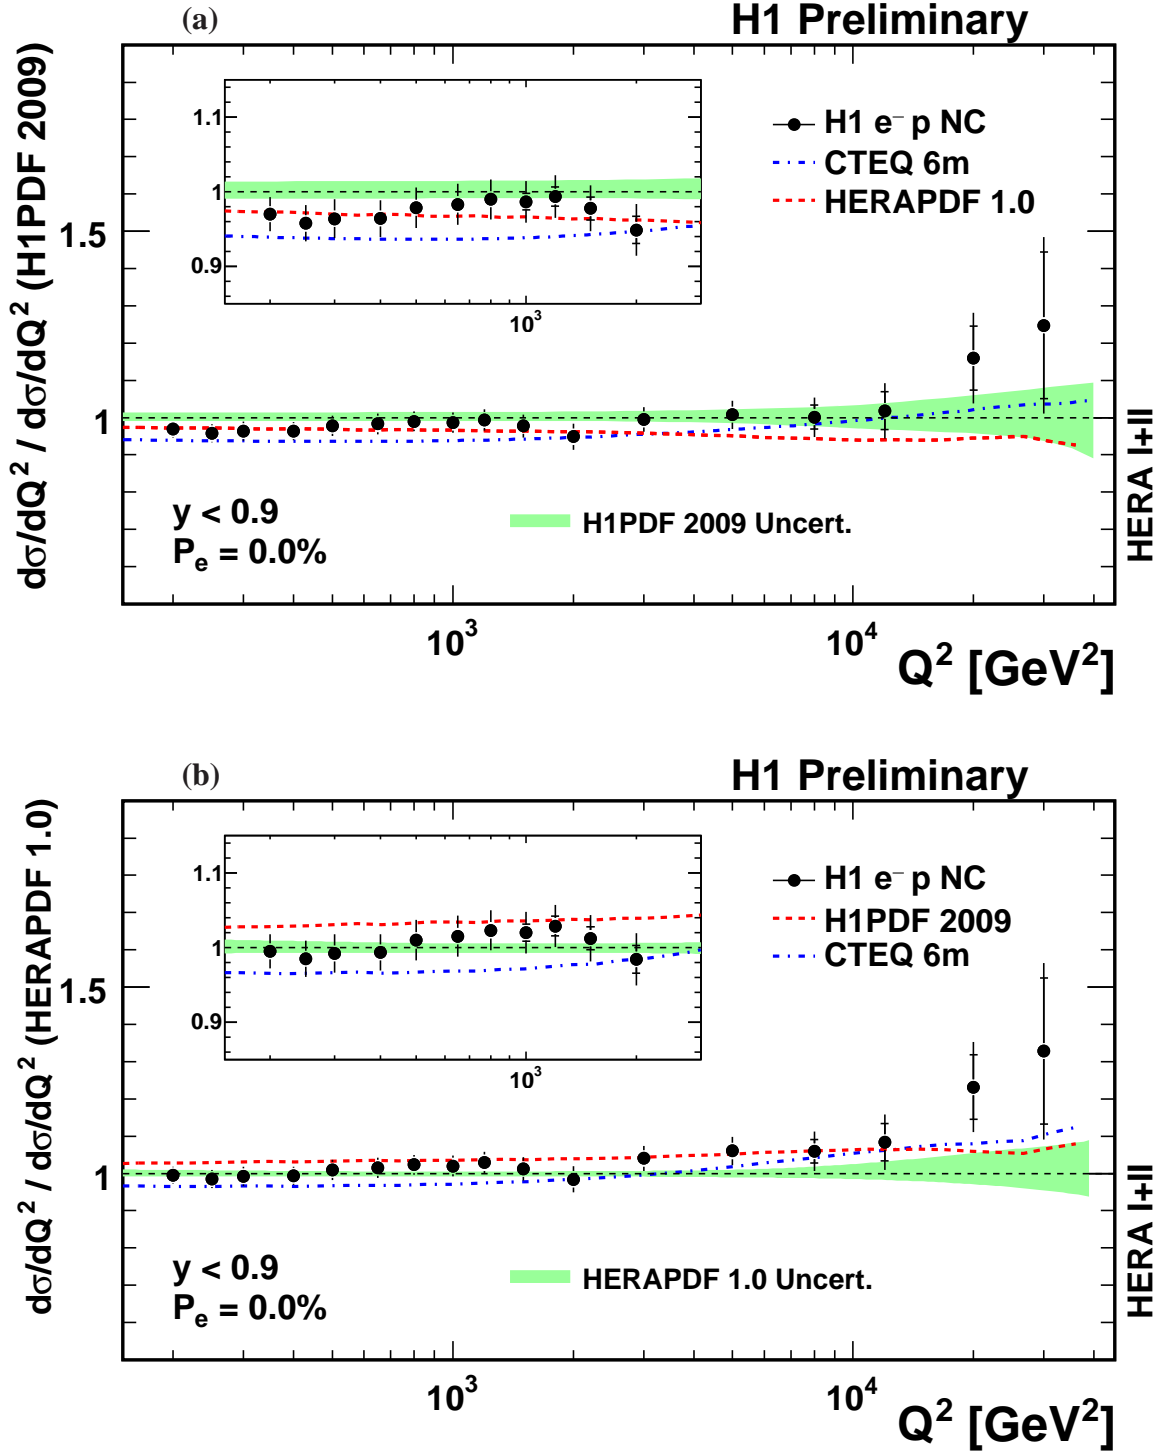 (a)
H1 Preliminary
dσ/dQ² / dσ/dQ² (H1PDF 2009)
1.5
1
1.1
1
0.9
10³
H1 e⁻ p NC
CTEQ 6m
HERAPDF 1.0
y < 0.9
Pₑ = 0.0%
H1PDF 2009 Uncert.
HERA I+II
10³
10⁴
Q² [GeV²]
(b)
H1 Preliminary
dσ/dQ² / dσ/dQ² (HERAPDF 1.0)
1.5
1
1.1
1
0.9
10³
H1 e⁻ p NC
H1PDF 2009
CTEQ 6m
y < 0.9
Pₑ = 0.0%
HERAPDF 1.0 Uncert.
HERA I+II
10³
10⁴
Q² [GeV²]